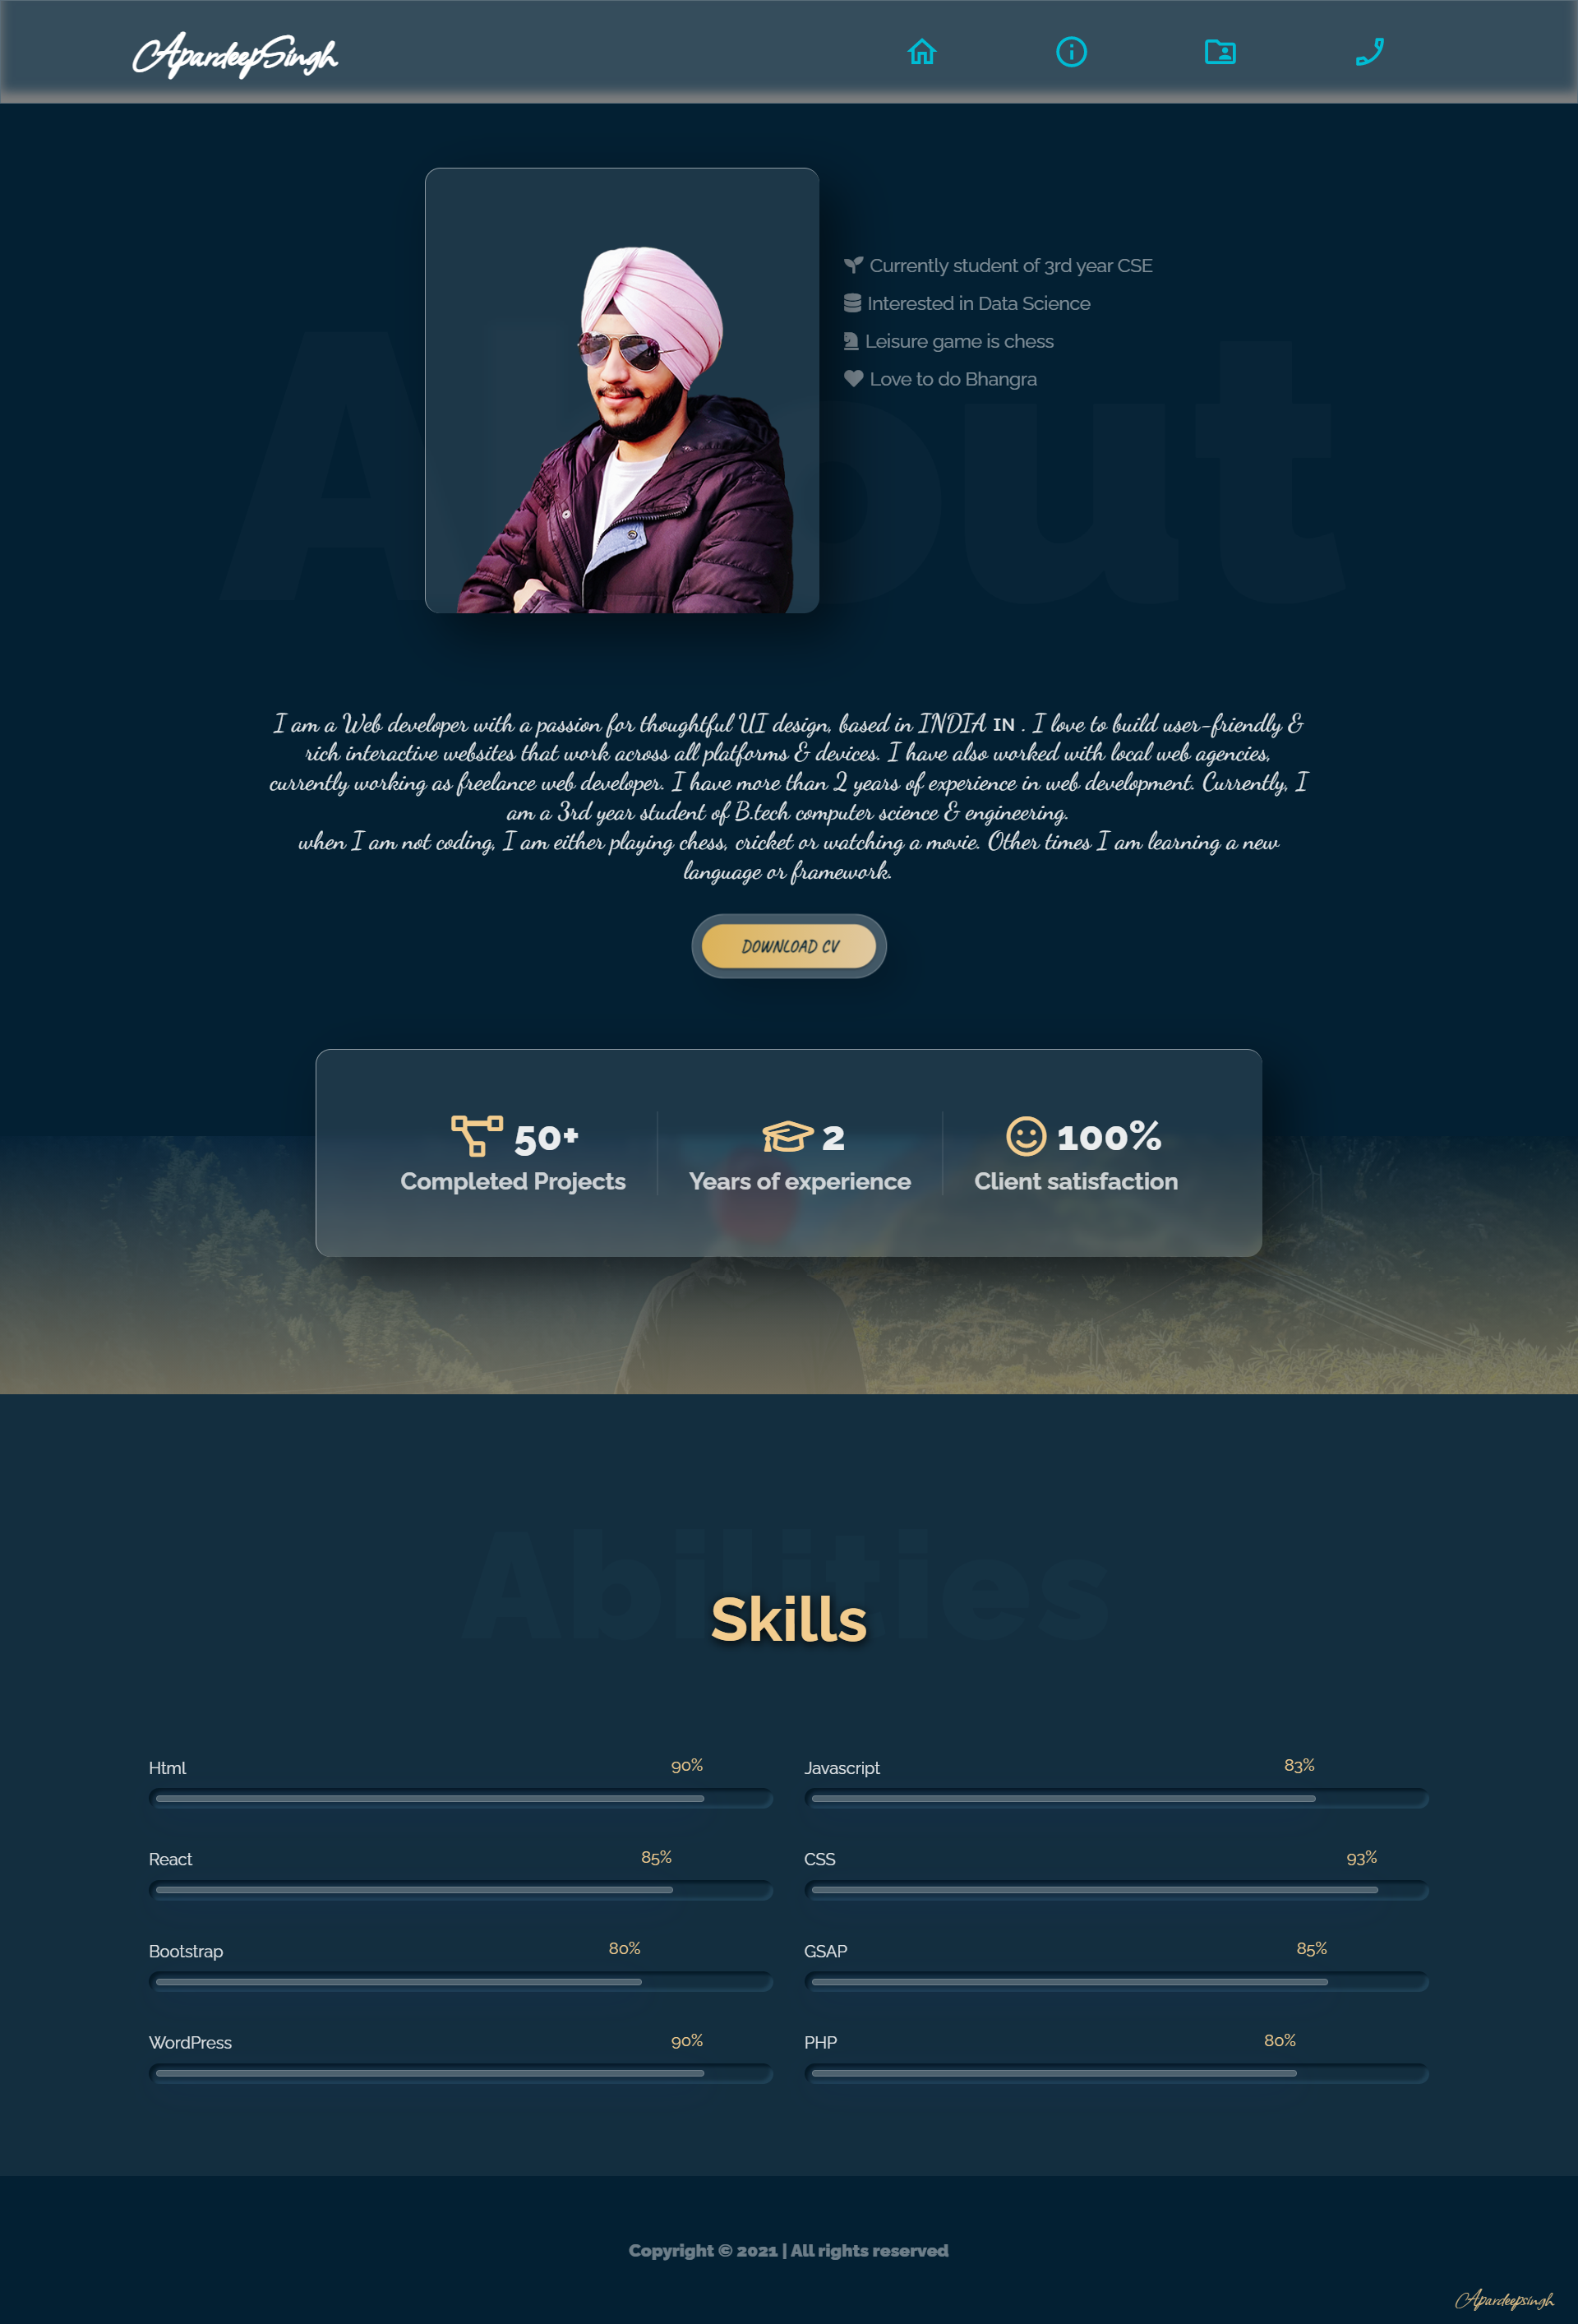 ApardeepSingh
Currently student of 3rd year CSE
Interested in Data Science
Leisure game is chess
Love to do Bhangra
About
I am a Web developer with a passion for thoughtful UI design, based in INDIA IN . I love to build user-friendly &
rich interactive websites that work across all platforms & devices. I have also worked with local web agencies,
currently working as freelance web developer. I have more than 2 years of experience in web development. Currently, I
am a 3rd year student of B.tech computer science & engineering.
when I am not coding, I am either playing chess, cricket or watching a movie. Other times I am learning a new
language or framework.
DOWNLOAD CV
50+
Completed Projects
2
Years of experience
100%
Client satisfaction
Abilities
Skills
Html 90%
Javascript 83%
React 85%
CSS 93%
Bootstrap 80%
GSAP 85%
WordPress 90%
PHP 80%
Copyright © 2021 | All rights reserved
Apardeepsingh